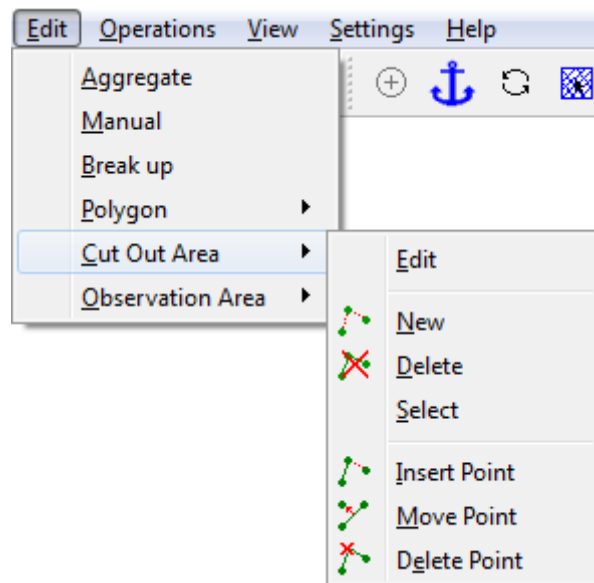 Edit Operations View Settings Help
Aggregate
Manual
Break up
Polygon
Cut Out Area
Observation Area
Edit
New
Delete
Select
Insert Point
Move Point
Delete Point